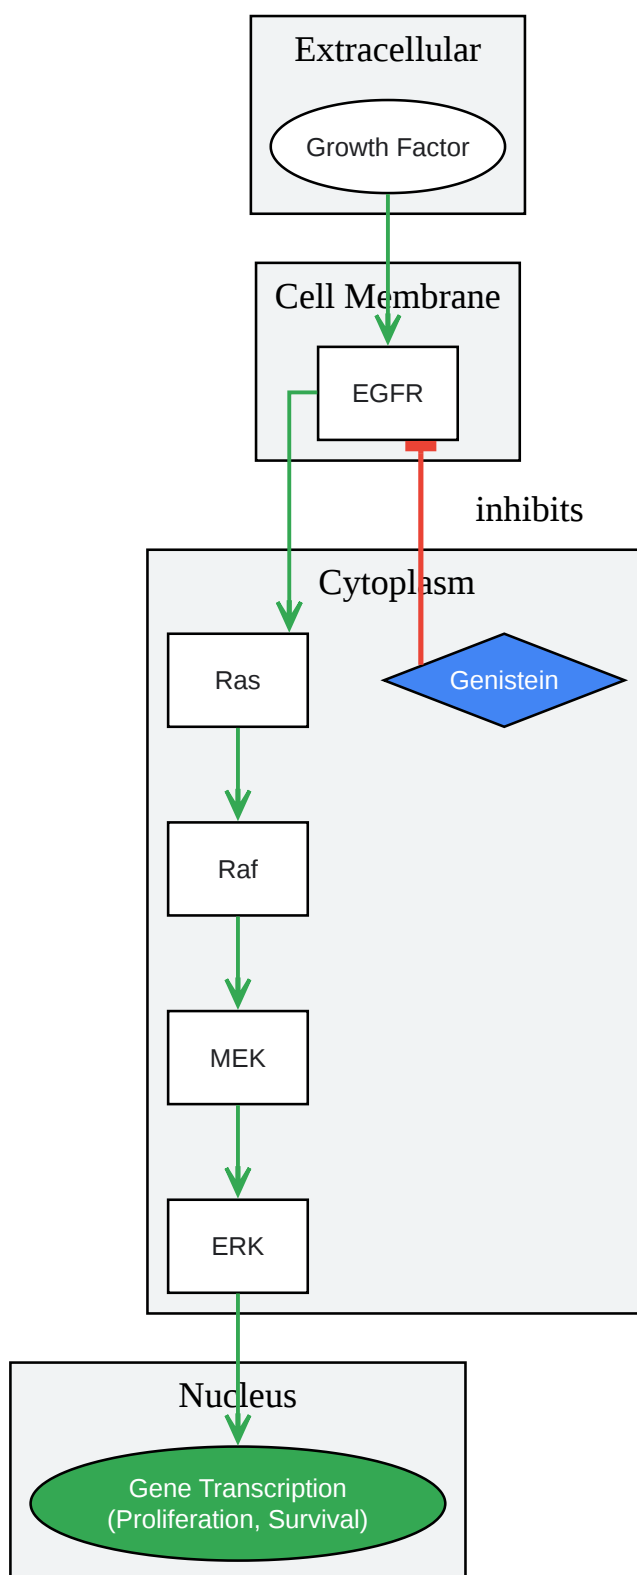 Extracellular
Growth Factor
Cell Membrane
EGFR
inhibits
Cytoplasm
Ras
Genistein
Raf
MEK
ERK
Nucleus
Gene Transcription
(Proliferation, Survival)